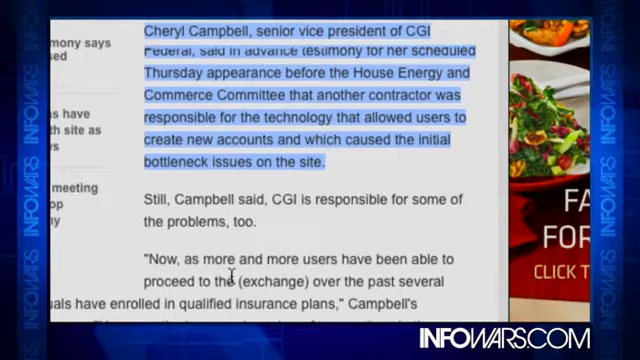 mony says
sed
as have
th site as
ys
meeting
op
ny
Cheryl Campbell, senior vice president of CGI
Federal, said in advance testimony for her scheduled
Thursday appearance before the House Energy and
Commerce Committee that another contractor was
responsible for the technology that allowed users to
create new accounts and which caused the initial
bottleneck issues on the site.
Still, Campbell said, CGI is responsible for some of
the problems, too.
"Now, as more and more users have been able to
proceed to the (exchange) over the past several
uals have enrolled in qualified insurance plans," Campbell's
FA
FOR
CLICK T
INFOWARS
INFOWARS
INFOWARS.COM